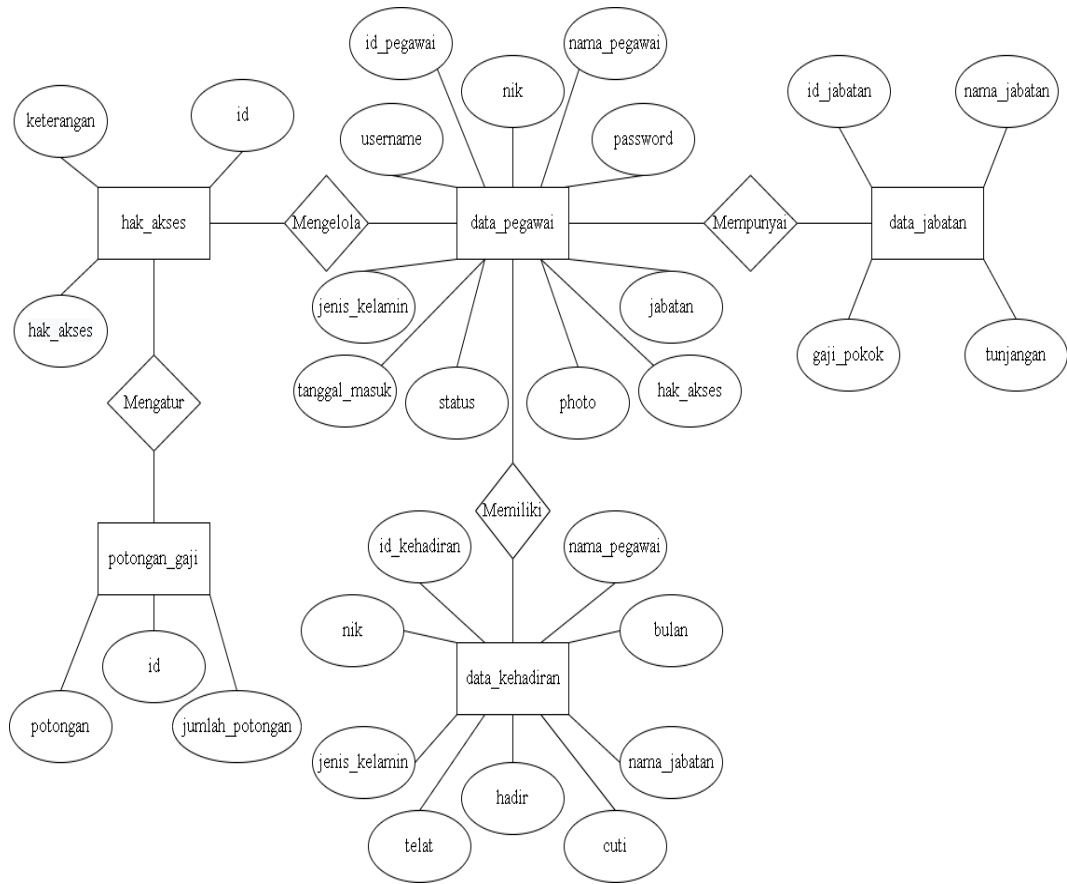 id_pegawai
nama_pegawai
nik
id_jabatan
nama_jabatan
keterangan
id
username
password
hak_akses
Mengelola
data_pegawai
Mempunyai
data_jabatan
hak_akses
jenis_kelamin
jabatan
gaji_pokok
tunjangan
tanggal_masuk
status
photo
hak_akses
Mengatur
Memiliki
potongan_gaji
id_kehadiran
nama_pegawai
nik
bulan
id
data_kehadiran
potongan
jumlah_potongan
jenis_kelamin
nama_jabatan
hadir
telat
cuti